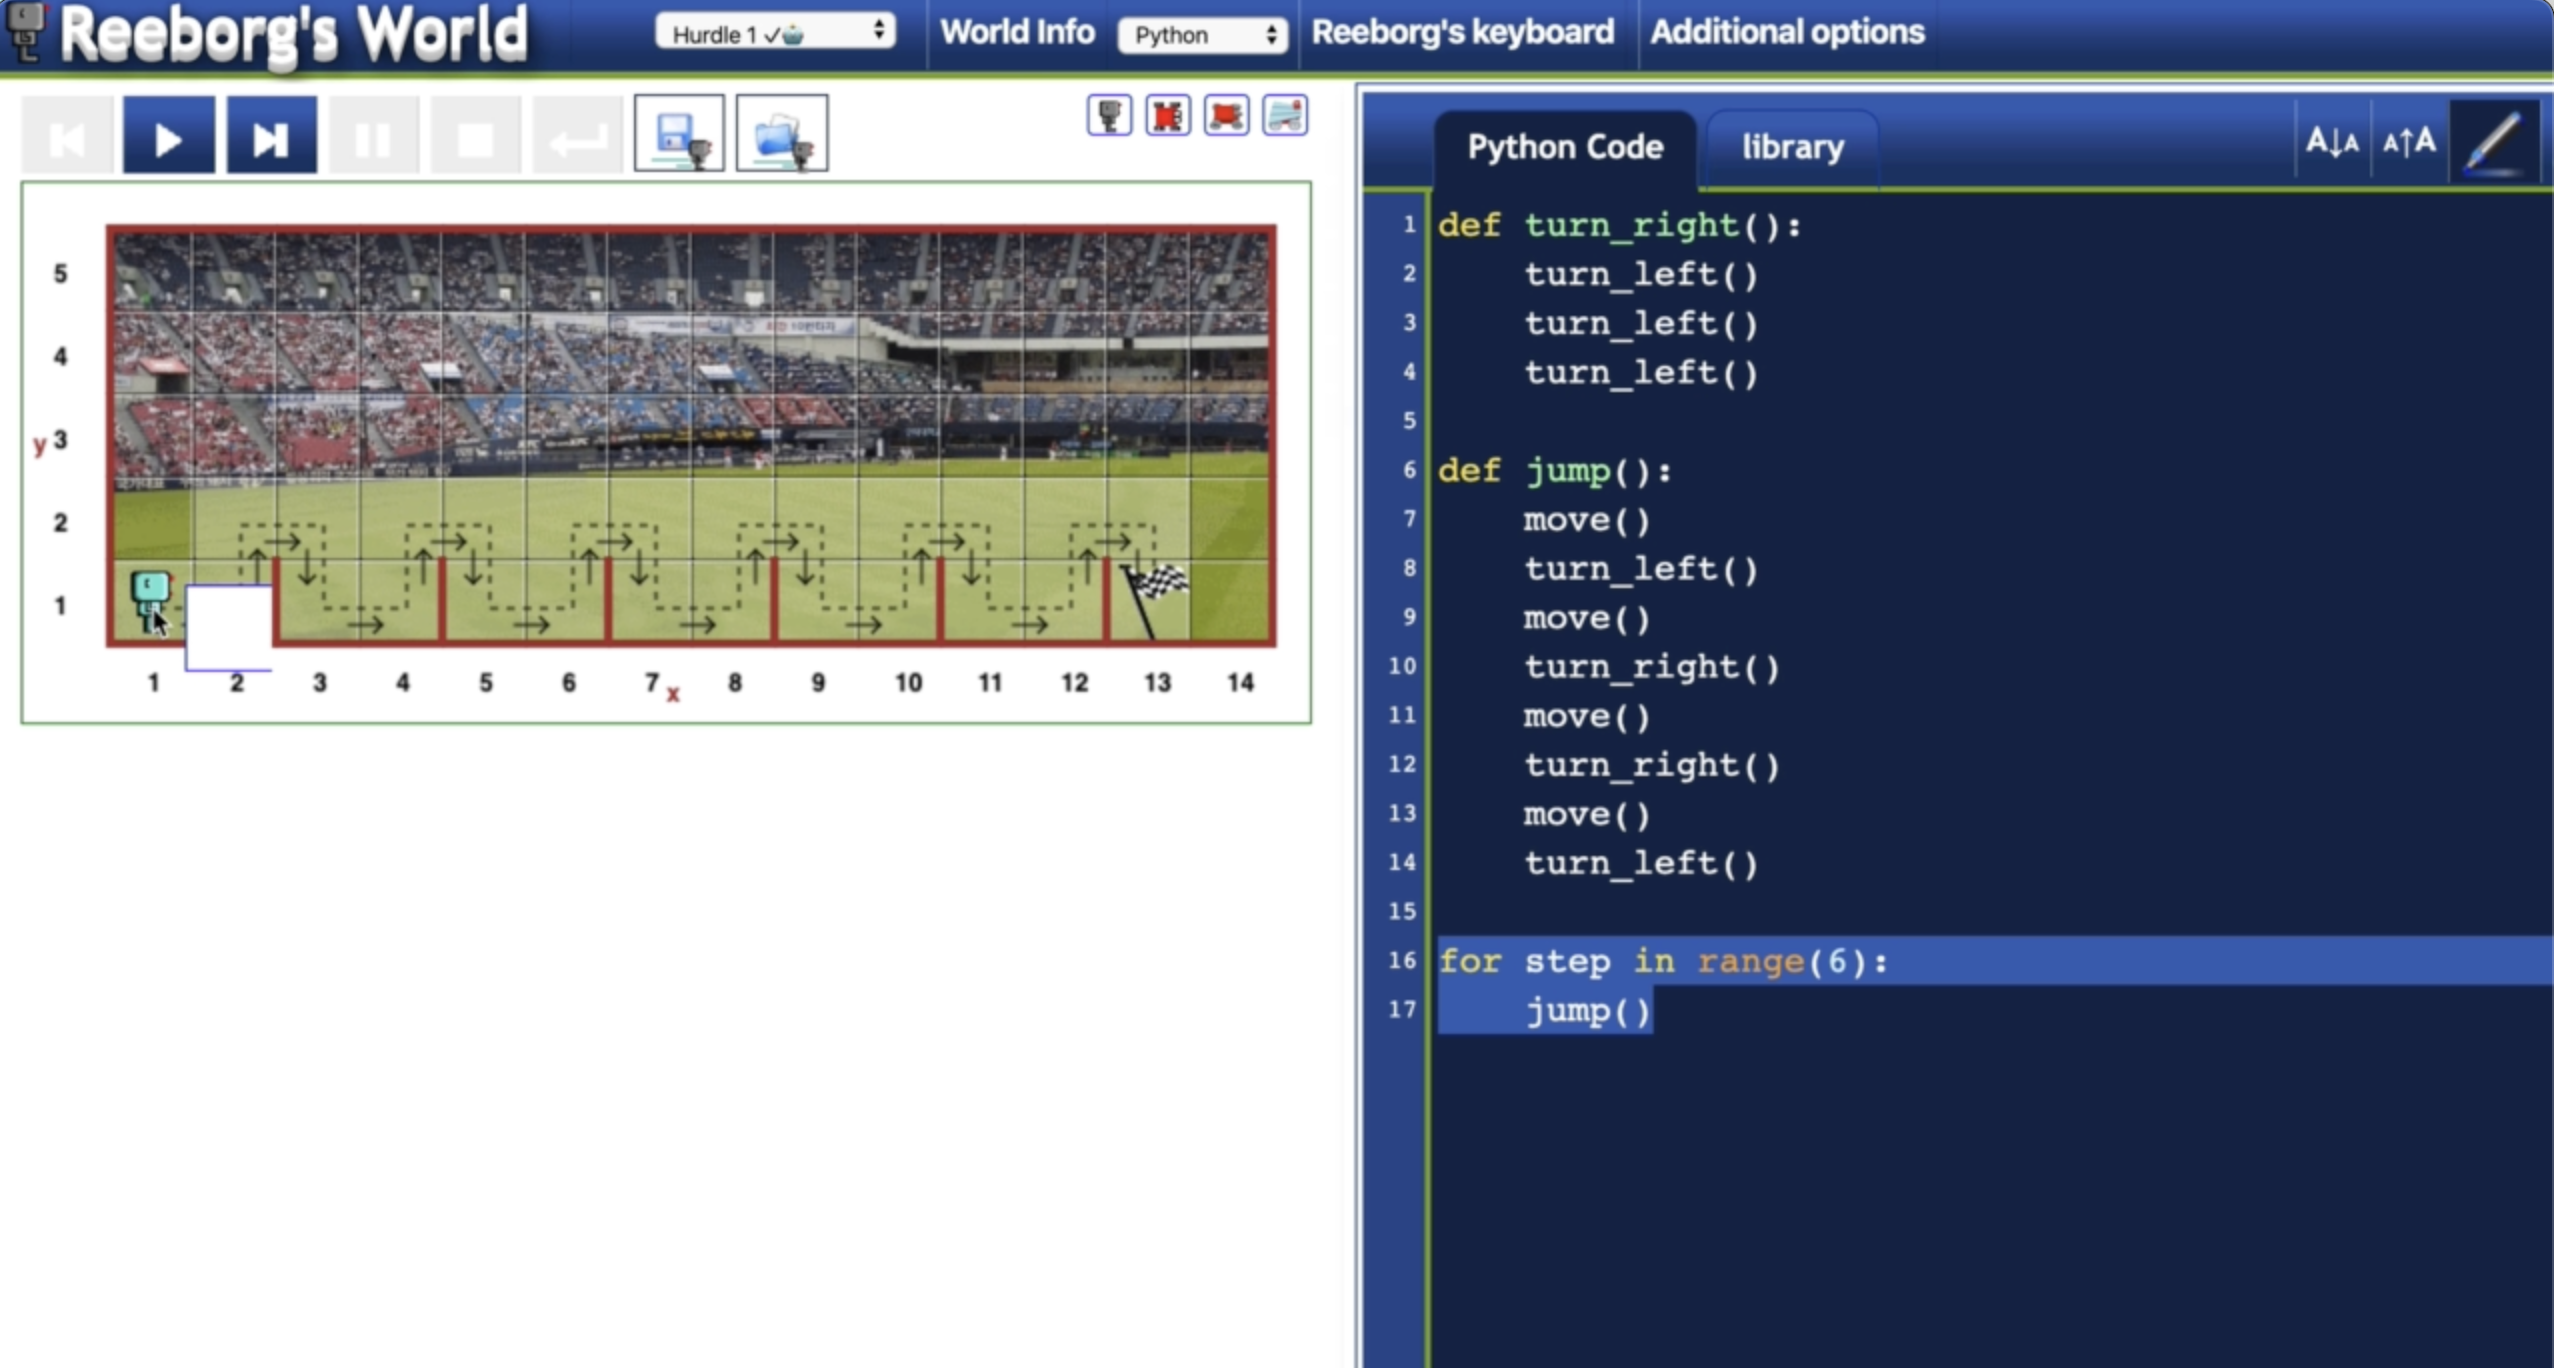 Reeborg's World
Hurdle 1 ✓
World Info
Python
Reeborg's keyboard
Additional options
Python Code
library
A↓A
A↑A
5
4
y 3
2
1
1 2 3 4 5 6 7 x 8 9 10 11 12 13 14
1 def turn_right():
2     turn_left()
3     turn_left()
4     turn_left()
5
6 def jump():
7     move()
8     turn_left()
9     move()
10     turn_right()
11     move()
12     turn_right()
13     move()
14     turn_left()
15
16 for step in range(6):
17     jump()